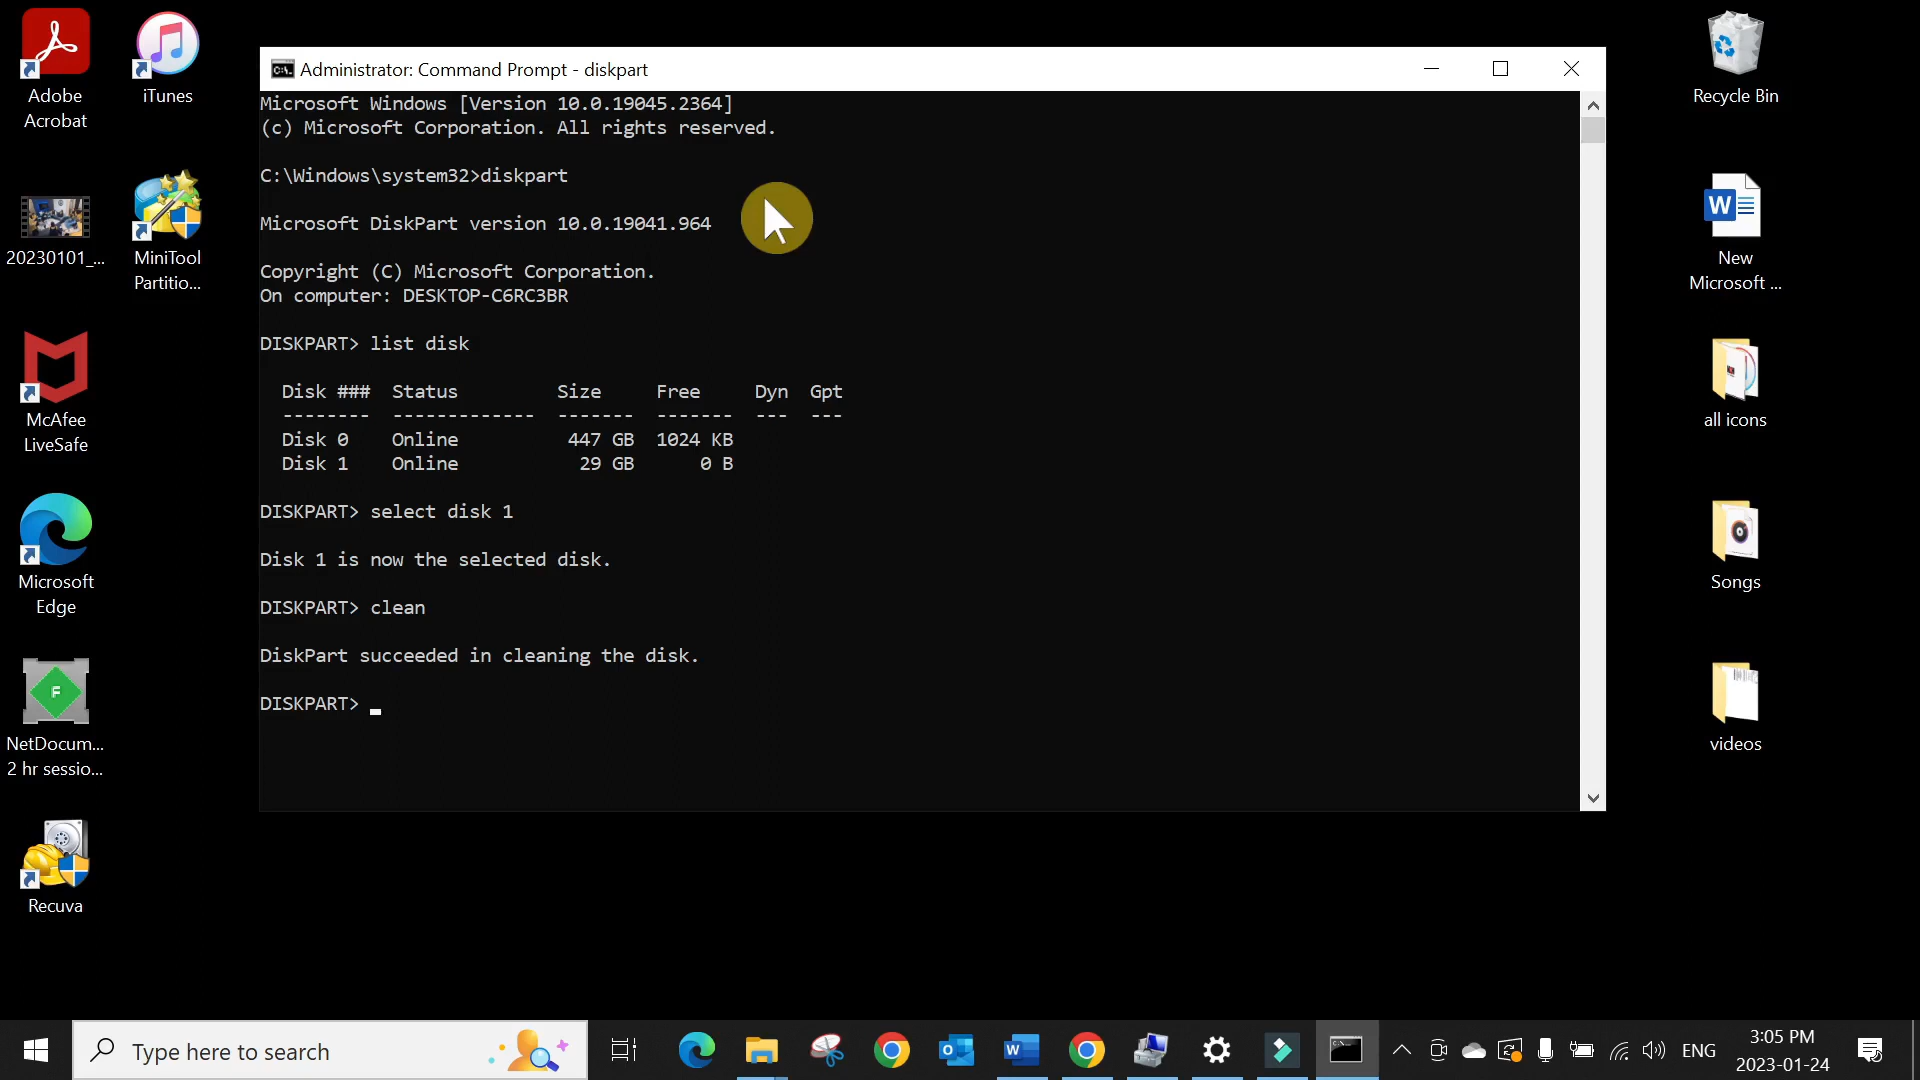 Adobe
Acrobat
iTunes
20230101_...
MiniTool
Partitio...
McAfee
LiveSafe
Microsoft
Edge
F
NetDocum...
2 hr sessio...
Recuva
Administrator: Command Prompt - diskpart
Microsoft Windows [Version 10.0.19045.2364]
(c) Microsoft Corporation. All rights reserved.
C:\Windows\system32>diskpart
Microsoft DiskPart version 10.0.19041.964
Copyright (C) Microsoft Corporation.
On computer: DESKTOP-C6RC3BR
DISKPART> list disk
Disk ###  Status         Size     Free     Dyn  Gpt
--------  -------------  -------  -------  ---  ---
Disk 0    Online          447 GB  1024 KB
Disk 1    Online           29 GB      0 B
DISKPART> select disk 1
Disk 1 is now the selected disk.
DISKPART> clean
DiskPart succeeded in cleaning the disk.
DISKPART>
Recycle Bin
W
New
Microsoft ...
all icons
Songs
videos
Type here to search
ENG
3:05 PM
2023-01-24